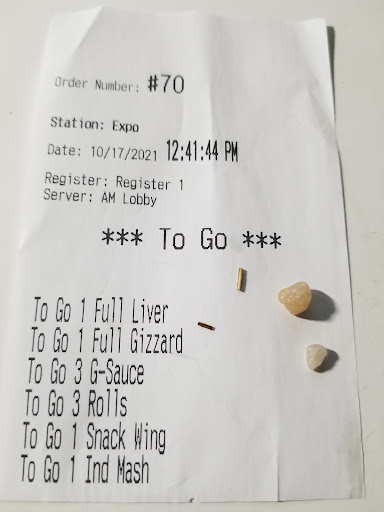 Order Number: #70
Station: Expo
Date: 10/17/2021 12:41:44 PM
Register: Register 1
Server: AM Lobby
*** To Go ***
To Go 1 Full Liver
To Go 1 Full Gizzard
To Go 3 G-Sauce
To Go 3 Rolls
To Go 1 Snack Wing
To Go 1 Ind Mash